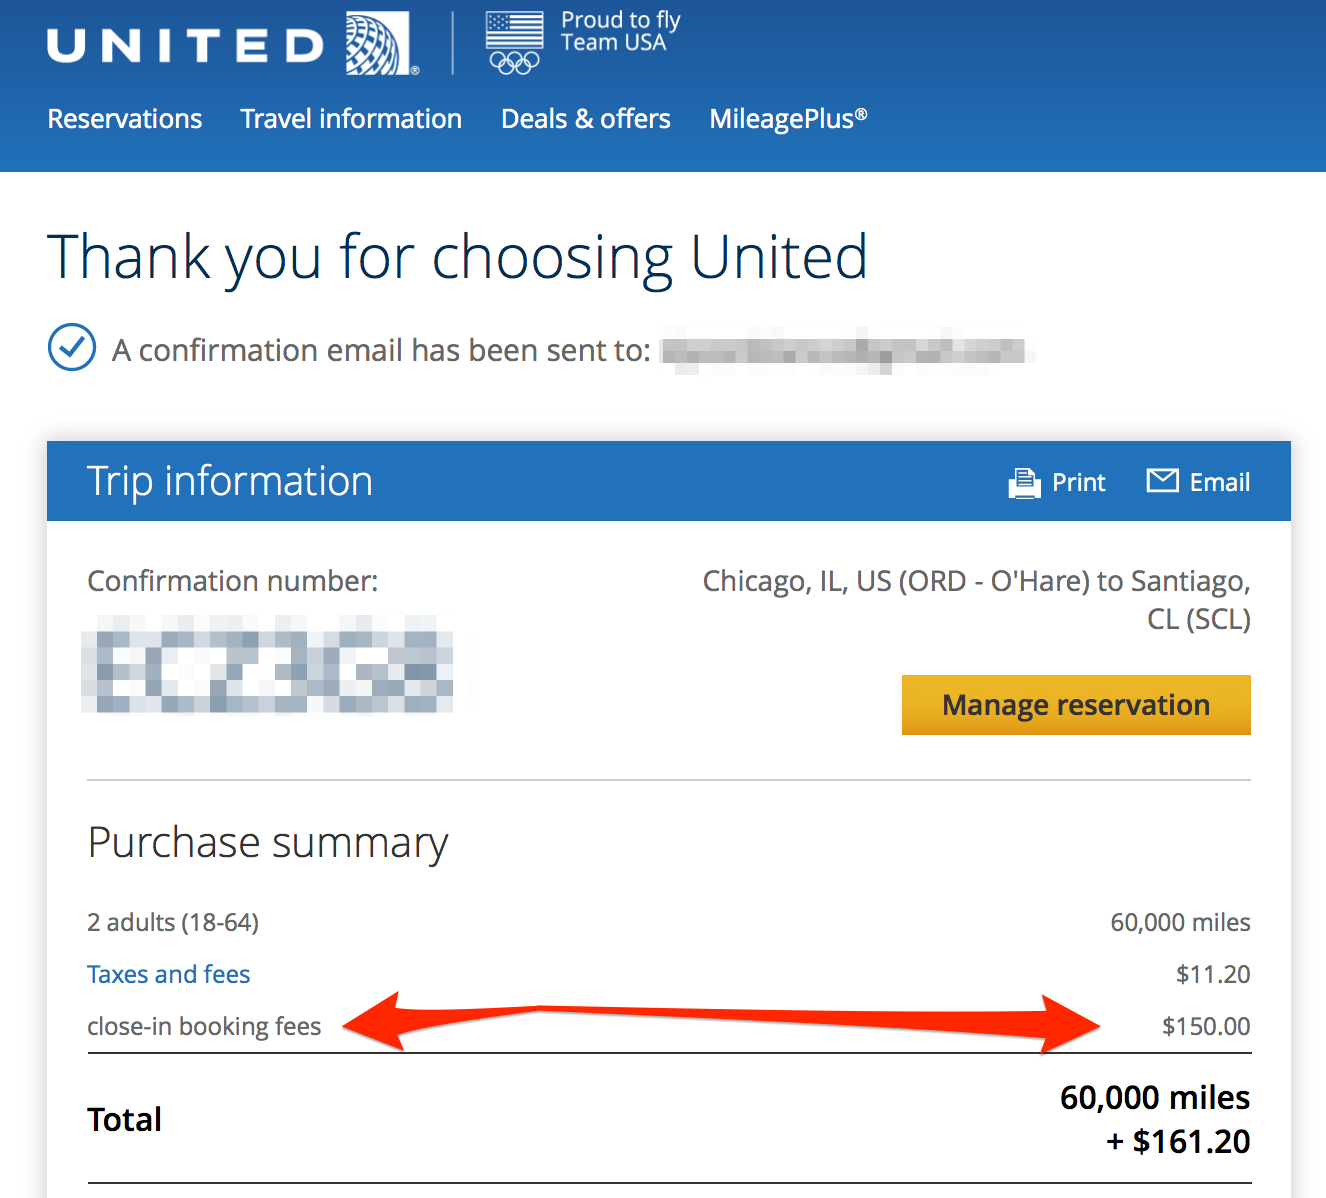 UNITED
Proud to fly
Team USA
Reservations Travel information Deals & offers MileagePlus®
Thank you for choosing United
A confirmation email has been sent to:
Trip information Print Email
Confirmation number:
Chicago, IL, US (ORD - O'Hare) to Santiago,
CL (SCL)
Manage reservation
Purchase summary
2 adults (18-64) 60,000 miles
Taxes and fees $11.20
close-in booking fees $150.00
Total
60,000 miles
+ $161.20